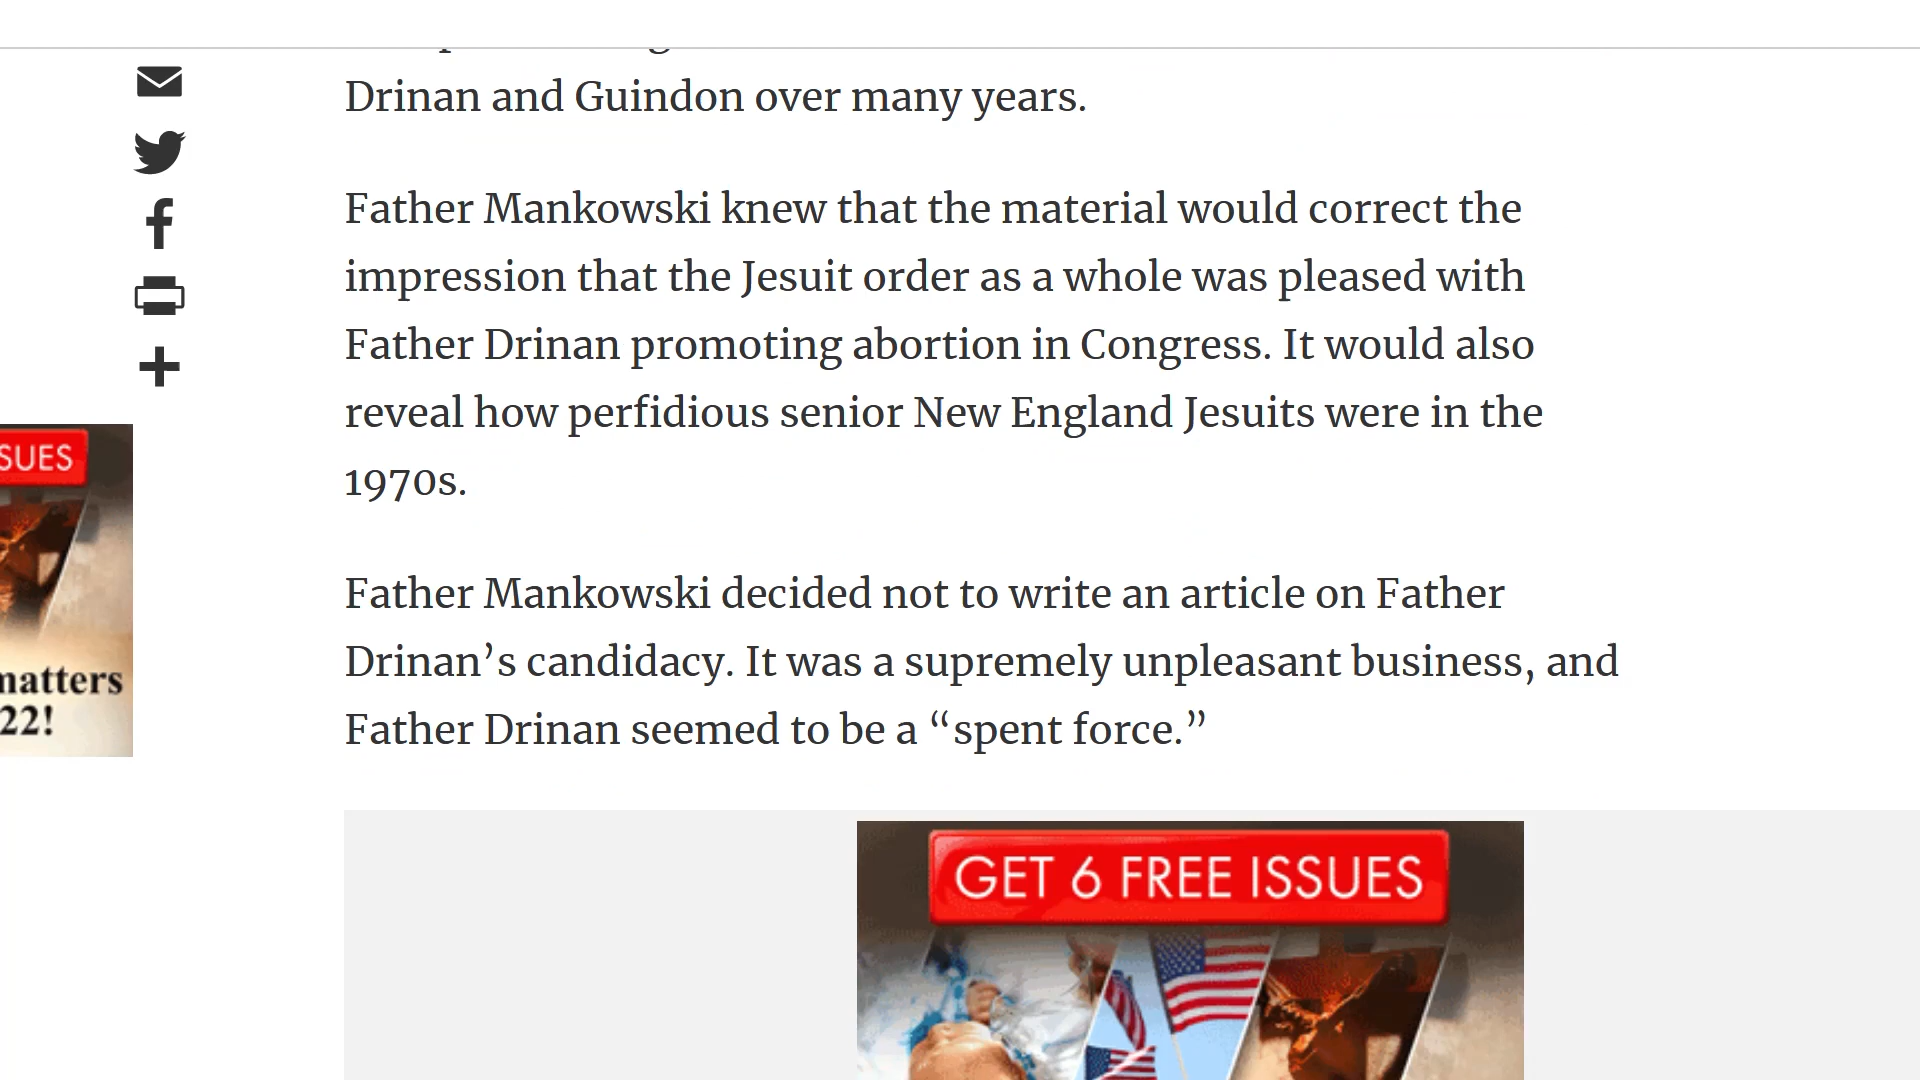 Drinan and Guindon over many years.
Father Mankowski knew that the material would correct the
impression that the Jesuit order as a whole was pleased with
Father Drinan promoting abortion in Congress. It would also
reveal how perfidious senior New England Jesuits were in the
1970s.
Father Mankowski decided not to write an article on Father
Drinan’s candidacy. It was a supremely unpleasant business, and
Father Drinan seemed to be a “spent force.”
SUES
matters
22!
GET 6 FREE ISSUES